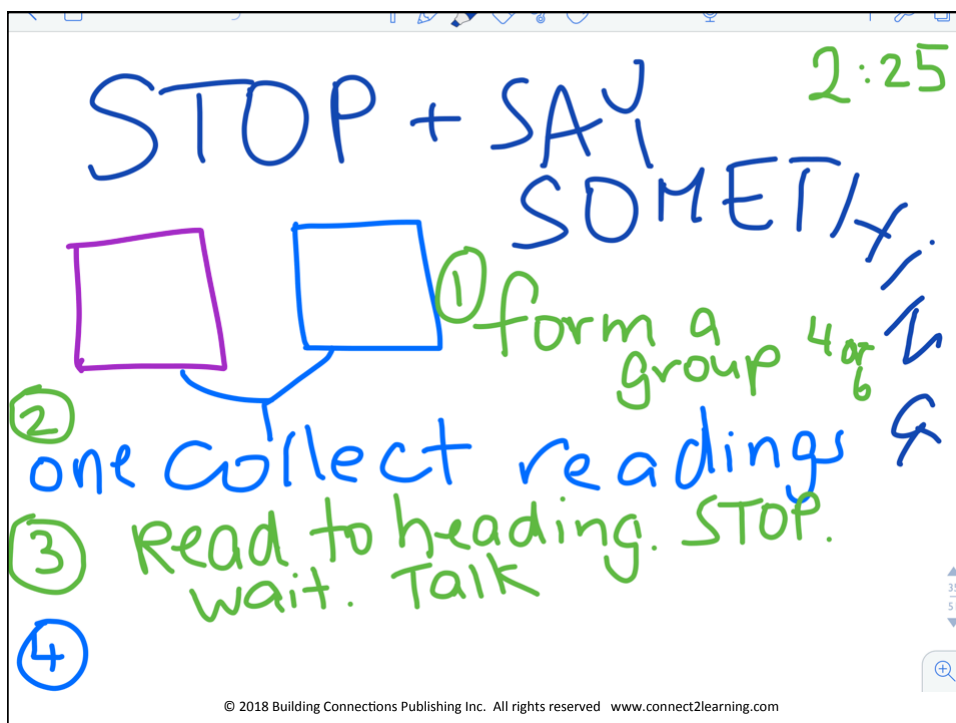 2:25
STOP + SAY
SOMETHING
① form a
group 4 or
6
②
one collect readings
③ Read to heading. STOP.
wait. Talk
④
35
© 2018 Building Connections Publishing Inc. All rights reserved www.connect2learning.com